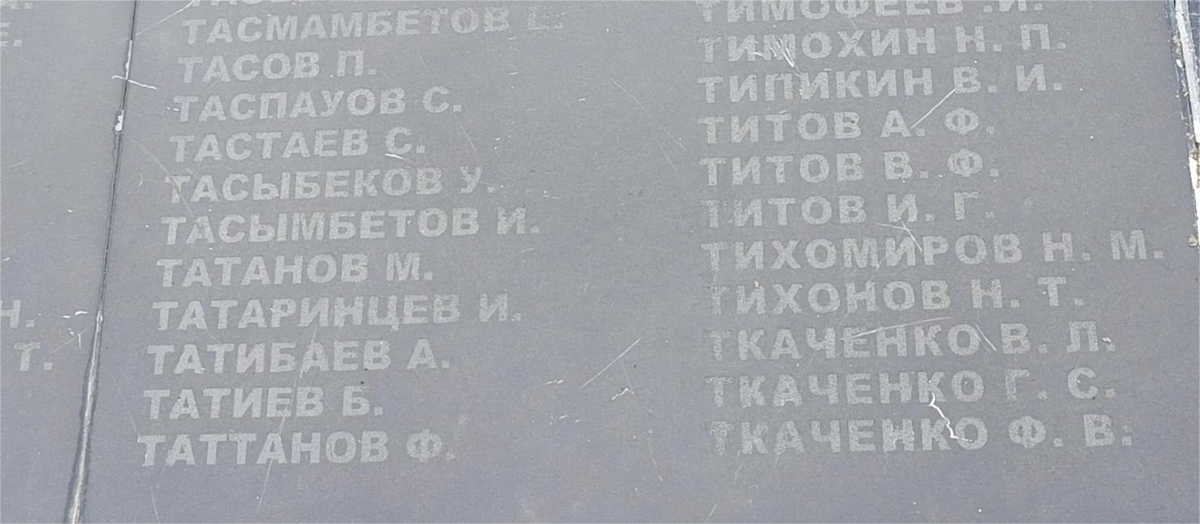 ТАСМАМБЕТОВ Е.
ТАСОВ П.
ТАСПАУОВ С.
ТАСТАЕВ С.
ТАСЫБЕКОВ У.
ТАСЫМБЕТОВ И.
ТАТАНОВ М.
ТАТАРИНЦЕВ И.
ТАТИБАЕВ А.
ТАТИЕВ Б.
ТАТТАНОВ Ф.
ТИМОФЕЕВ .И.
ТИМОХИН Н. П.
ТИПИКИН В. И.
ТИТОВ А. Ф.
ТИТОВ В. Ф.
ТИТОВ И. Г.
ТИХОМИРОВ Н. М.
ТИХОНОВ Н. Т.
ТКАЧЕНКО В. Л.
ТКАЧЕНКО Г. С.
ТКАЧЕНКО Ф. В.